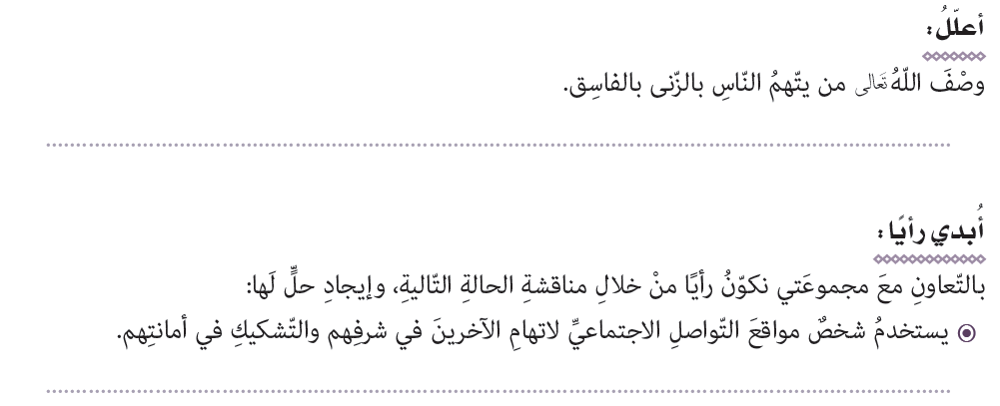 أعلّلُ:
وصْفَ اللّهُ تَعَالى من يتّهمُ النّاسِ بالزّنى بالفاسِق.
أُبدي رأيًا:
بالتّعاونِ معَ مجموعَتي نكوّنُ رأيًا منْ خلالِ مناقشةِ الحالةِ التّاليةِ، وإيجادِ حلٍّ لَها:
يستخدمُ شخصٌ مواقعَ التّواصلِ الاجتماعيِّ لاتهامِ الآخرينَ في شرفِهم والتّشكيكِ في أمانتِهم.